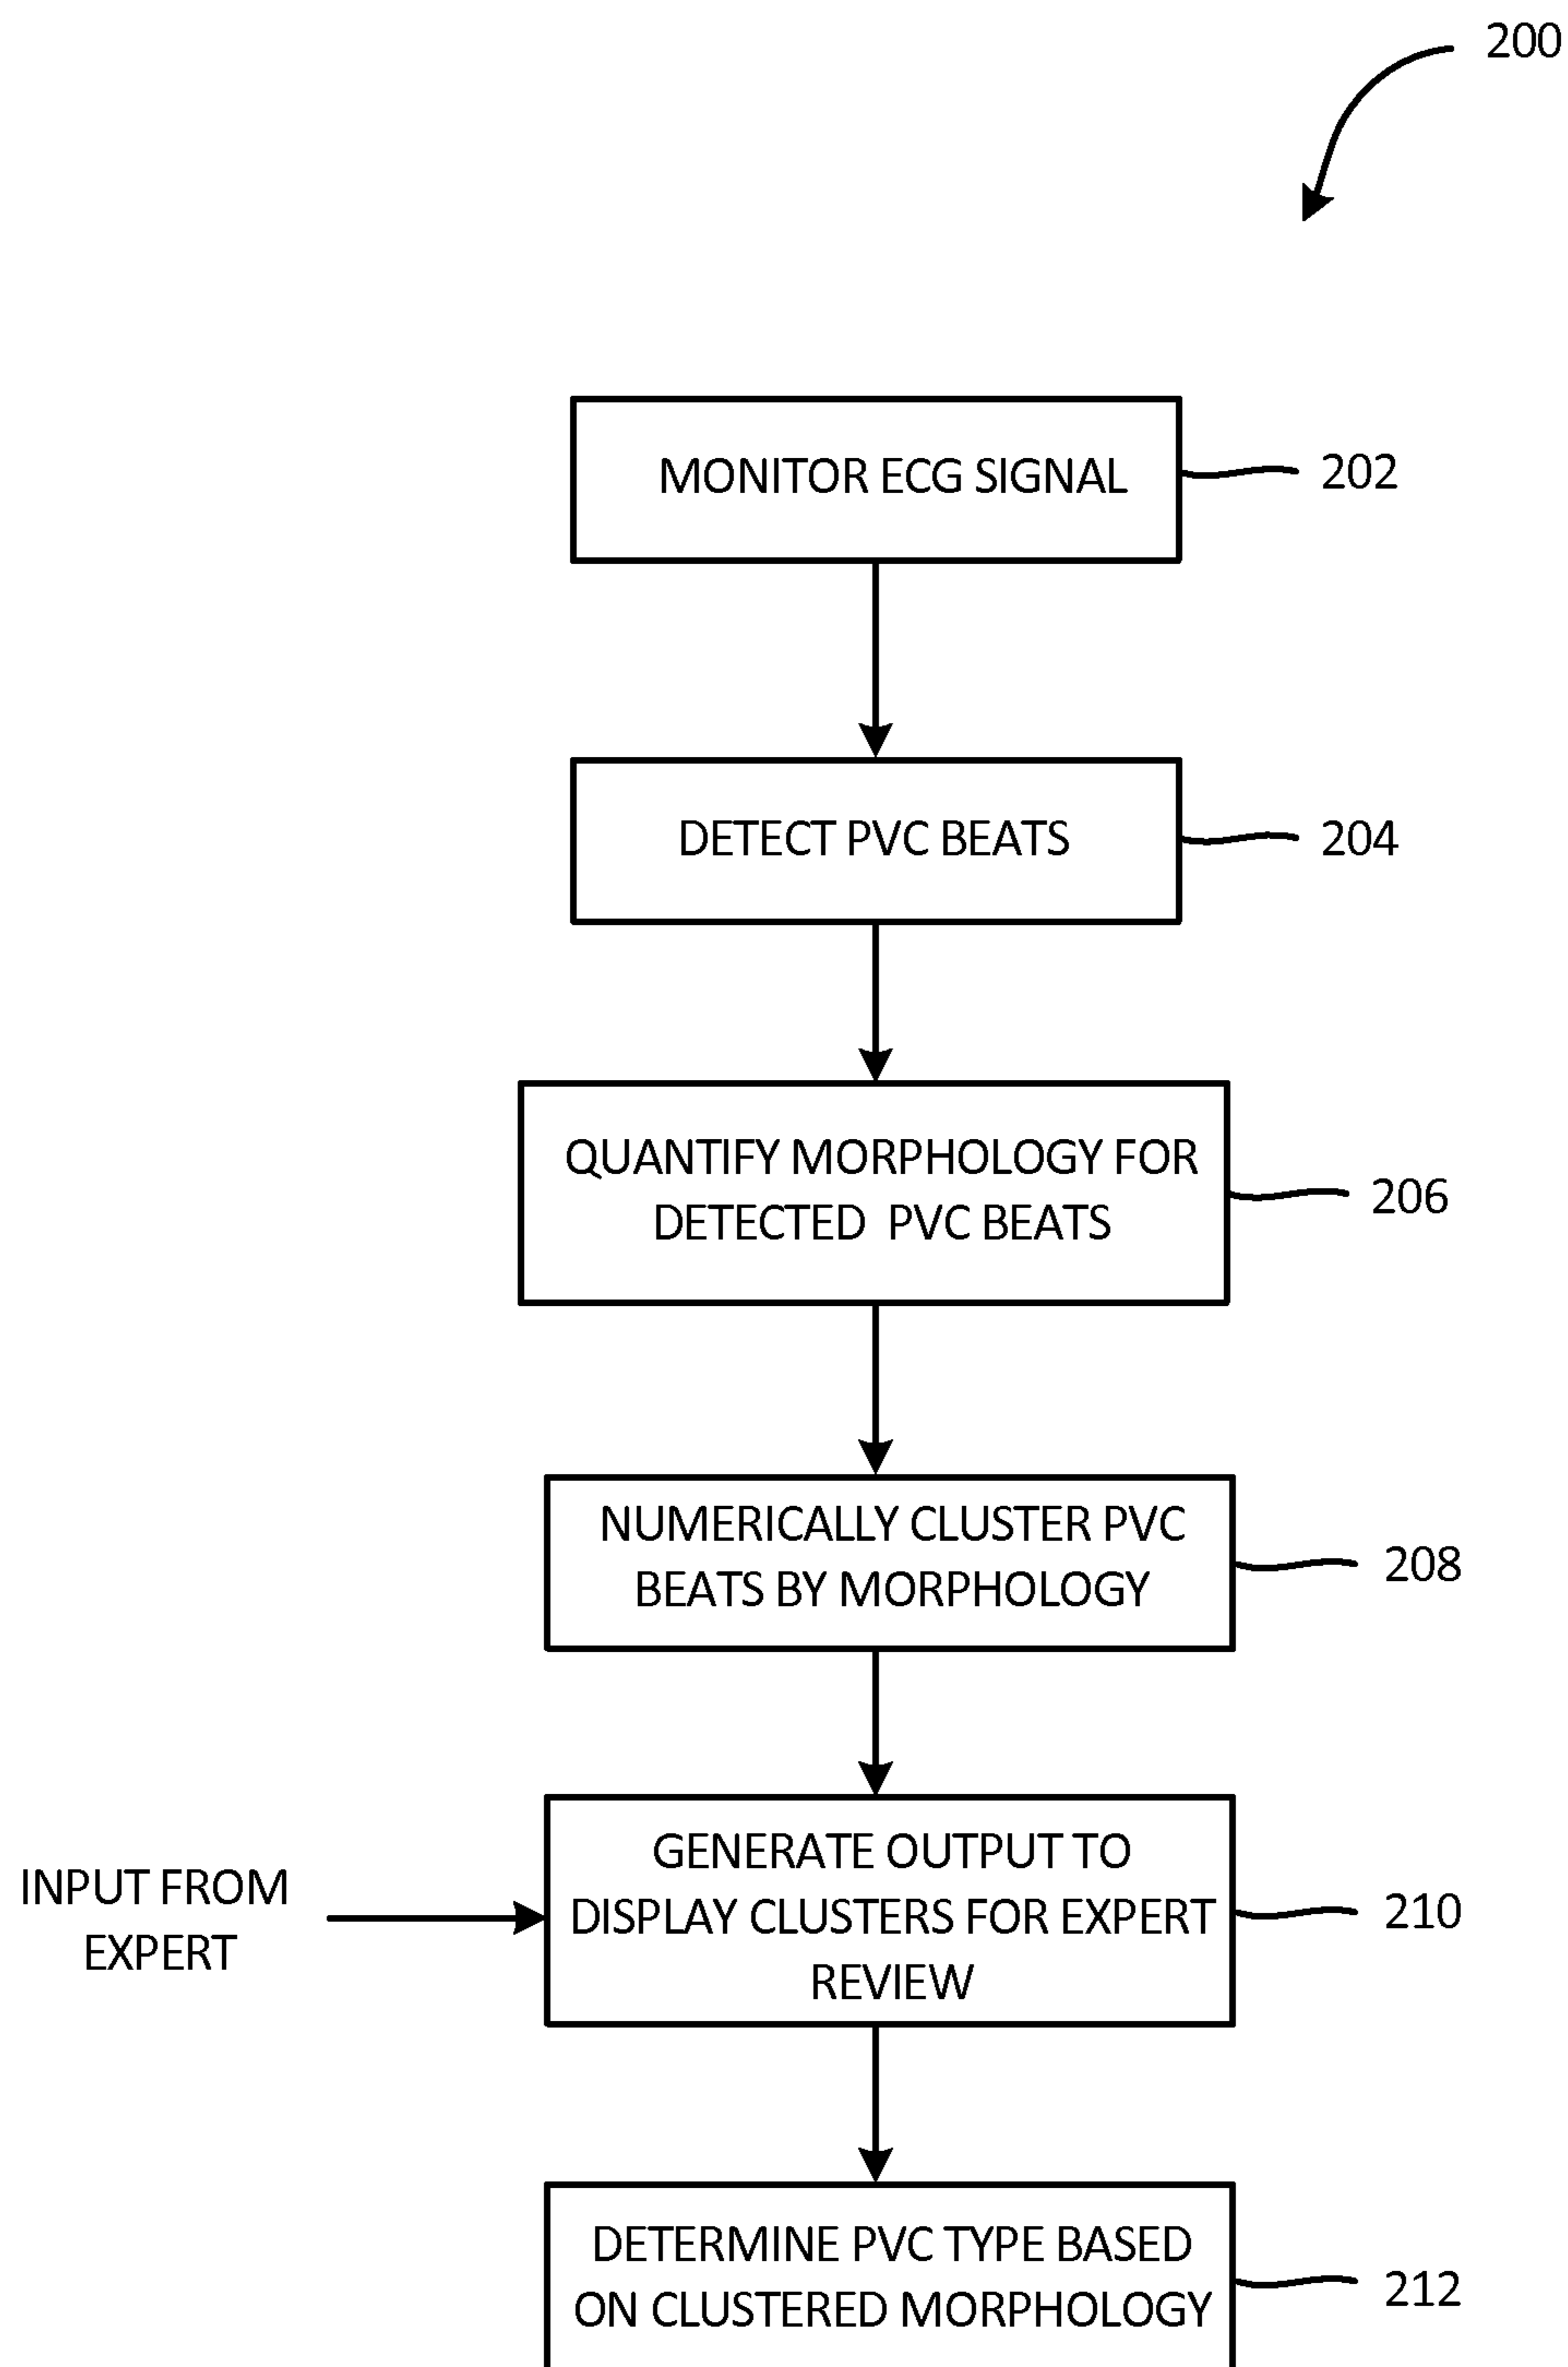 200
MONITOR ECG SIGNAL
202
DETECT PVC BEATS
204
QUANTIFY MORPHOLOGY FOR
DETECTED PVC BEATS
206
NUMERICALLY CLUSTER PVC
BEATS BY MORPHOLOGY
208
INPUT FROM
EXPERT
GENERATE OUTPUT TO
DISPLAY CLUSTERS FOR EXPERT
REVIEW
210
DETERMINE PVC TYPE BASED
ON CLUSTERED MORPHOLOGY
212